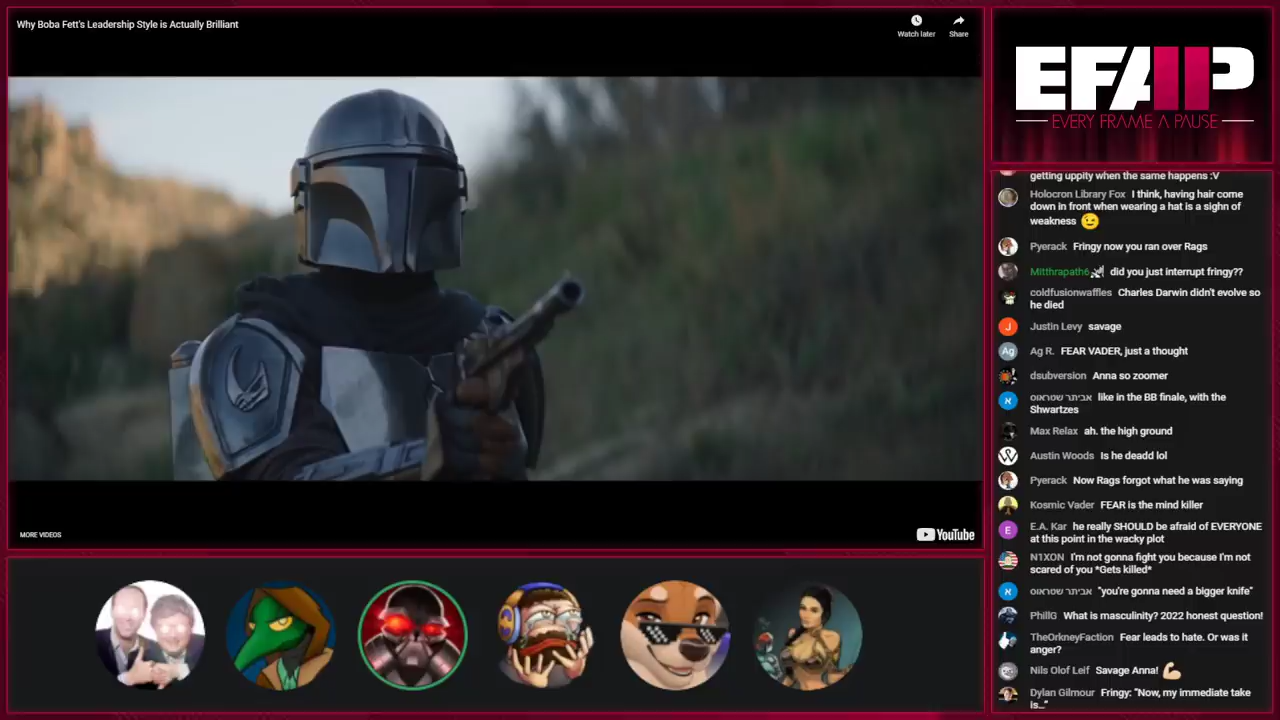 Why Boba Fett's Leadership Style is Actually Brilliant
Watch later
Share
MORE VIDEOS
YouTube
EFAP
EVERY FRAME A PAUSE
getting uppity when the same happens :V
Holocron Library Fox I think, having hair come
down in front when wearing a hat is a sighn of
weakness 😉
Pyerack Fringy now you ran over Rags
Mitthrapath6 did you just interrupt fringy??
coldfusionwaffles Charles Darwin didn't evolve so
he died
J
Justin Levy savage
Ag
Ag R. FEAR VADER, just a thought
dsubversion Anna so zoomer
א
אביתר שטראוס like in the BB finale, with the
Shwartzes
Max Relax ah. the high ground
Austin Woods Is he deadd lol
Pyerack Now Rags forgot what he was saying
Kosmic Vader FEAR is the mind killer
E
E.A. Kar he really SHOULD be afraid of EVERYONE
at this point in the wacky plot
N1XON I'm not gonna fight you because I'm not
scared of you *Gets killed*
א
אביתר שטראוס "you're gonna need a bigger knife"
PhillG What is masculinity? 2022 honest question!
TheOrkneyFaction Fear leads to hate. Or was it
anger?
Nils Olof Leif Savage Anna! 💪
Dylan Gilmour Fringy: "Now, my immediate take
is..."